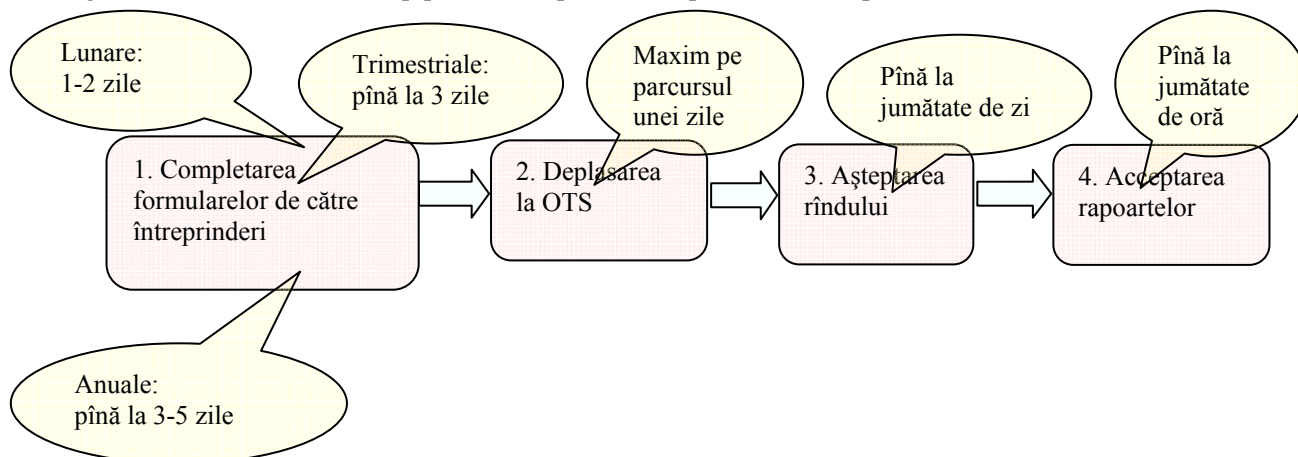 Lunare:
1-2 zile
Trimestriale:
pînă la 3 zile
Maxim pe
parcursul
unei zile
Pînă la
jumătate de zi
Pînă la
jumătate
de oră
1. Completarea
formularelor de către
întreprinderi
2. Deplasarea
la OTS
3. Aşteptarea
rîndului
4. Acceptarea
rapoartelor
Anuale:
pînă la 3-5 zile